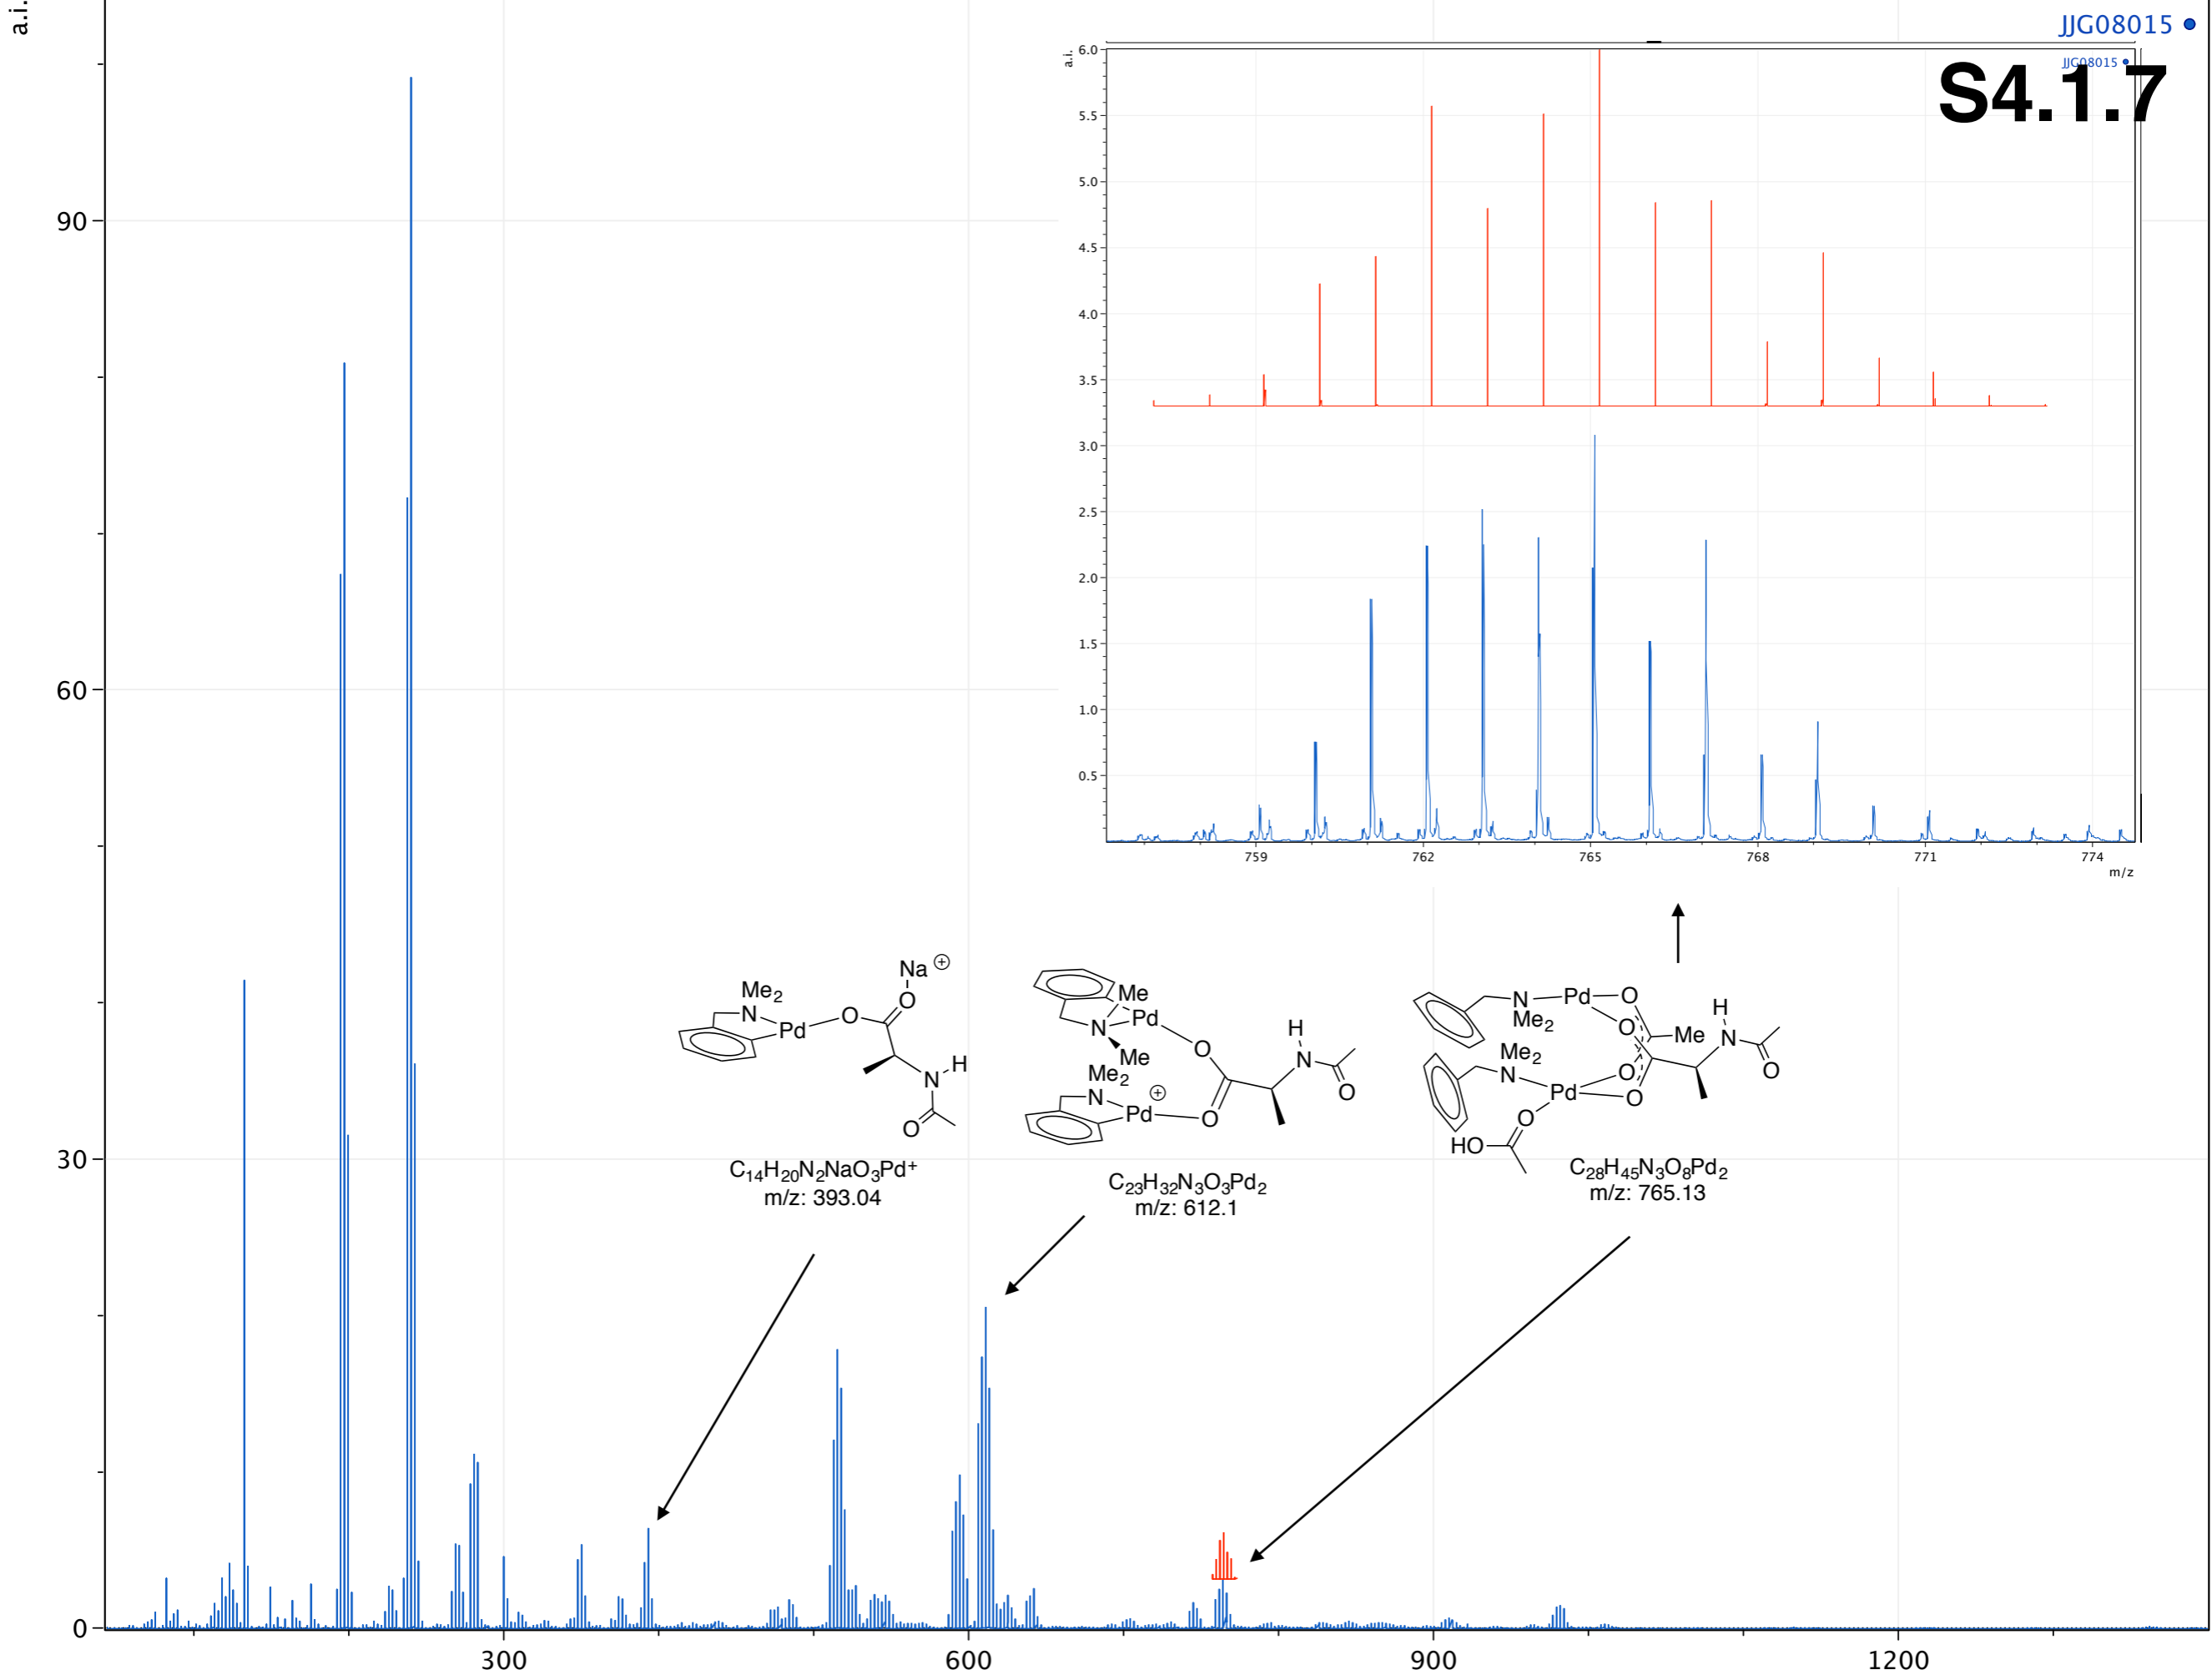 a.i.
JJG08015
a.i.
JJG08015
S4.1.7
6.0
5.5
5.0
4.5
4.0
3.5
3.0
2.5
2.0
1.5
1.0
0.5
759 762 765 768 771 774
m/z
90
60
30
0
Na ⊕
O
Me2
N
Pd
O
H
N
O
Me
Pd
N
Me
Me2
N
Pd
⊕
O
O
H
N
O
N
Me2
Pd
O
O
Me
H
N
O
Me2
N
Pd
O
O
O
HO
C14H20N2NaO3Pd+
m/z: 393.04
C23H32N3O3Pd2
m/z: 612.1
C28H45N3O8Pd2
m/z: 765.13
300 600 900 1200